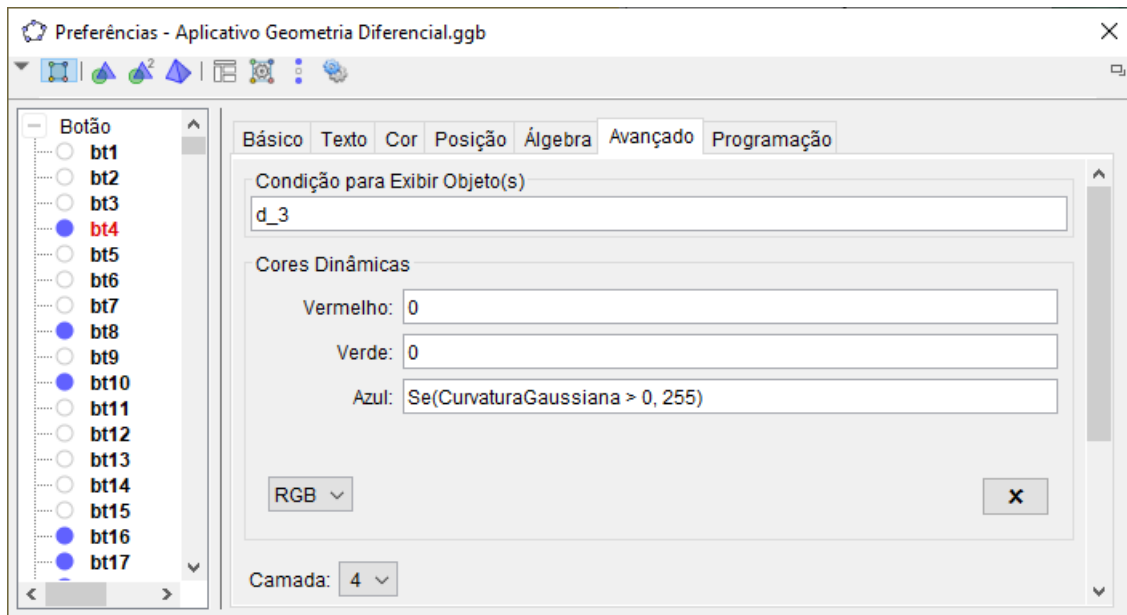 Preferências - Aplicativo Geometria Diferencial.ggb
Botão
bt1
bt2
bt3
bt4
bt5
bt6
bt7
bt8
bt9
bt10
bt11
bt12
bt13
bt14
bt15
bt16
bt17
Básico Texto Cor Posição Álgebra Avançado Programação
Condição para Exibir Objeto(s)
d_3
Cores Dinâmicas
Vermelho: 0
Verde: 0
Azul: Se(CurvaturaGaussiana > 0, 255)
RGB
Camada: 4